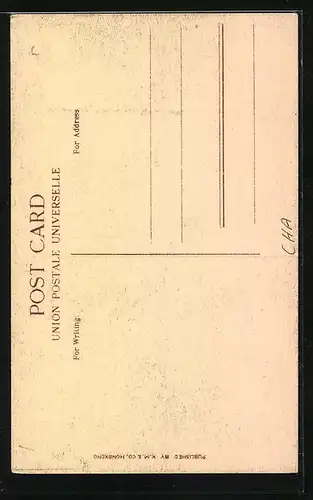 POST CARD
UNION POSTALE UNIVERSELLE
For Writing.
For Address.
PUBLISHED BY K. M. & CO, HONGKONG
CHA